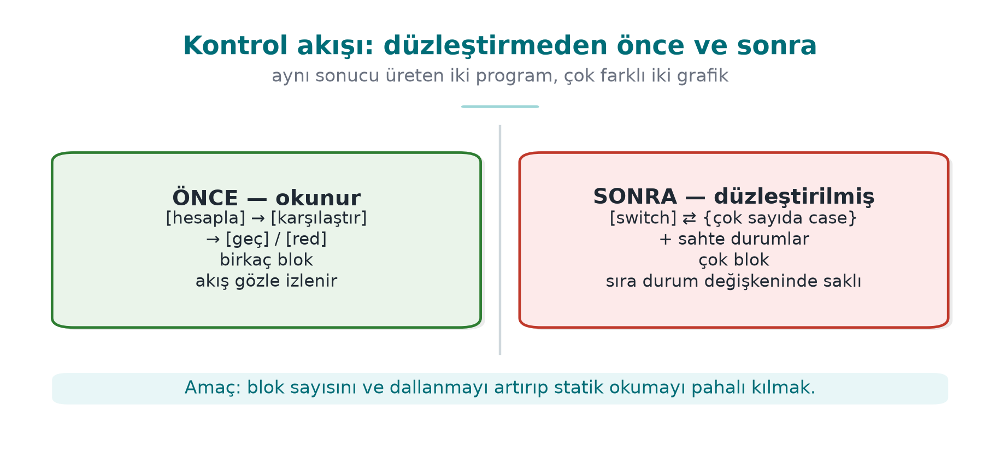 Kontrol akışı: düzleştirmeden önce ve sonra
aynı sonucu üreten iki program, çok farklı iki grafik
ÖNCE — okunur
[hesapla] → [karşılaştır]
→ [geç] / [red]
birkaç blok
akış gözle izlenir
SONRA — düzleştirilmiş
[switch] ⇄ {çok sayıda case}
+ sahte durumlar
çok blok
sıra durum değişkeninde saklı
Amaç: blok sayısını ve dallanmayı artırıp statik okumayı pahalı kılmak.